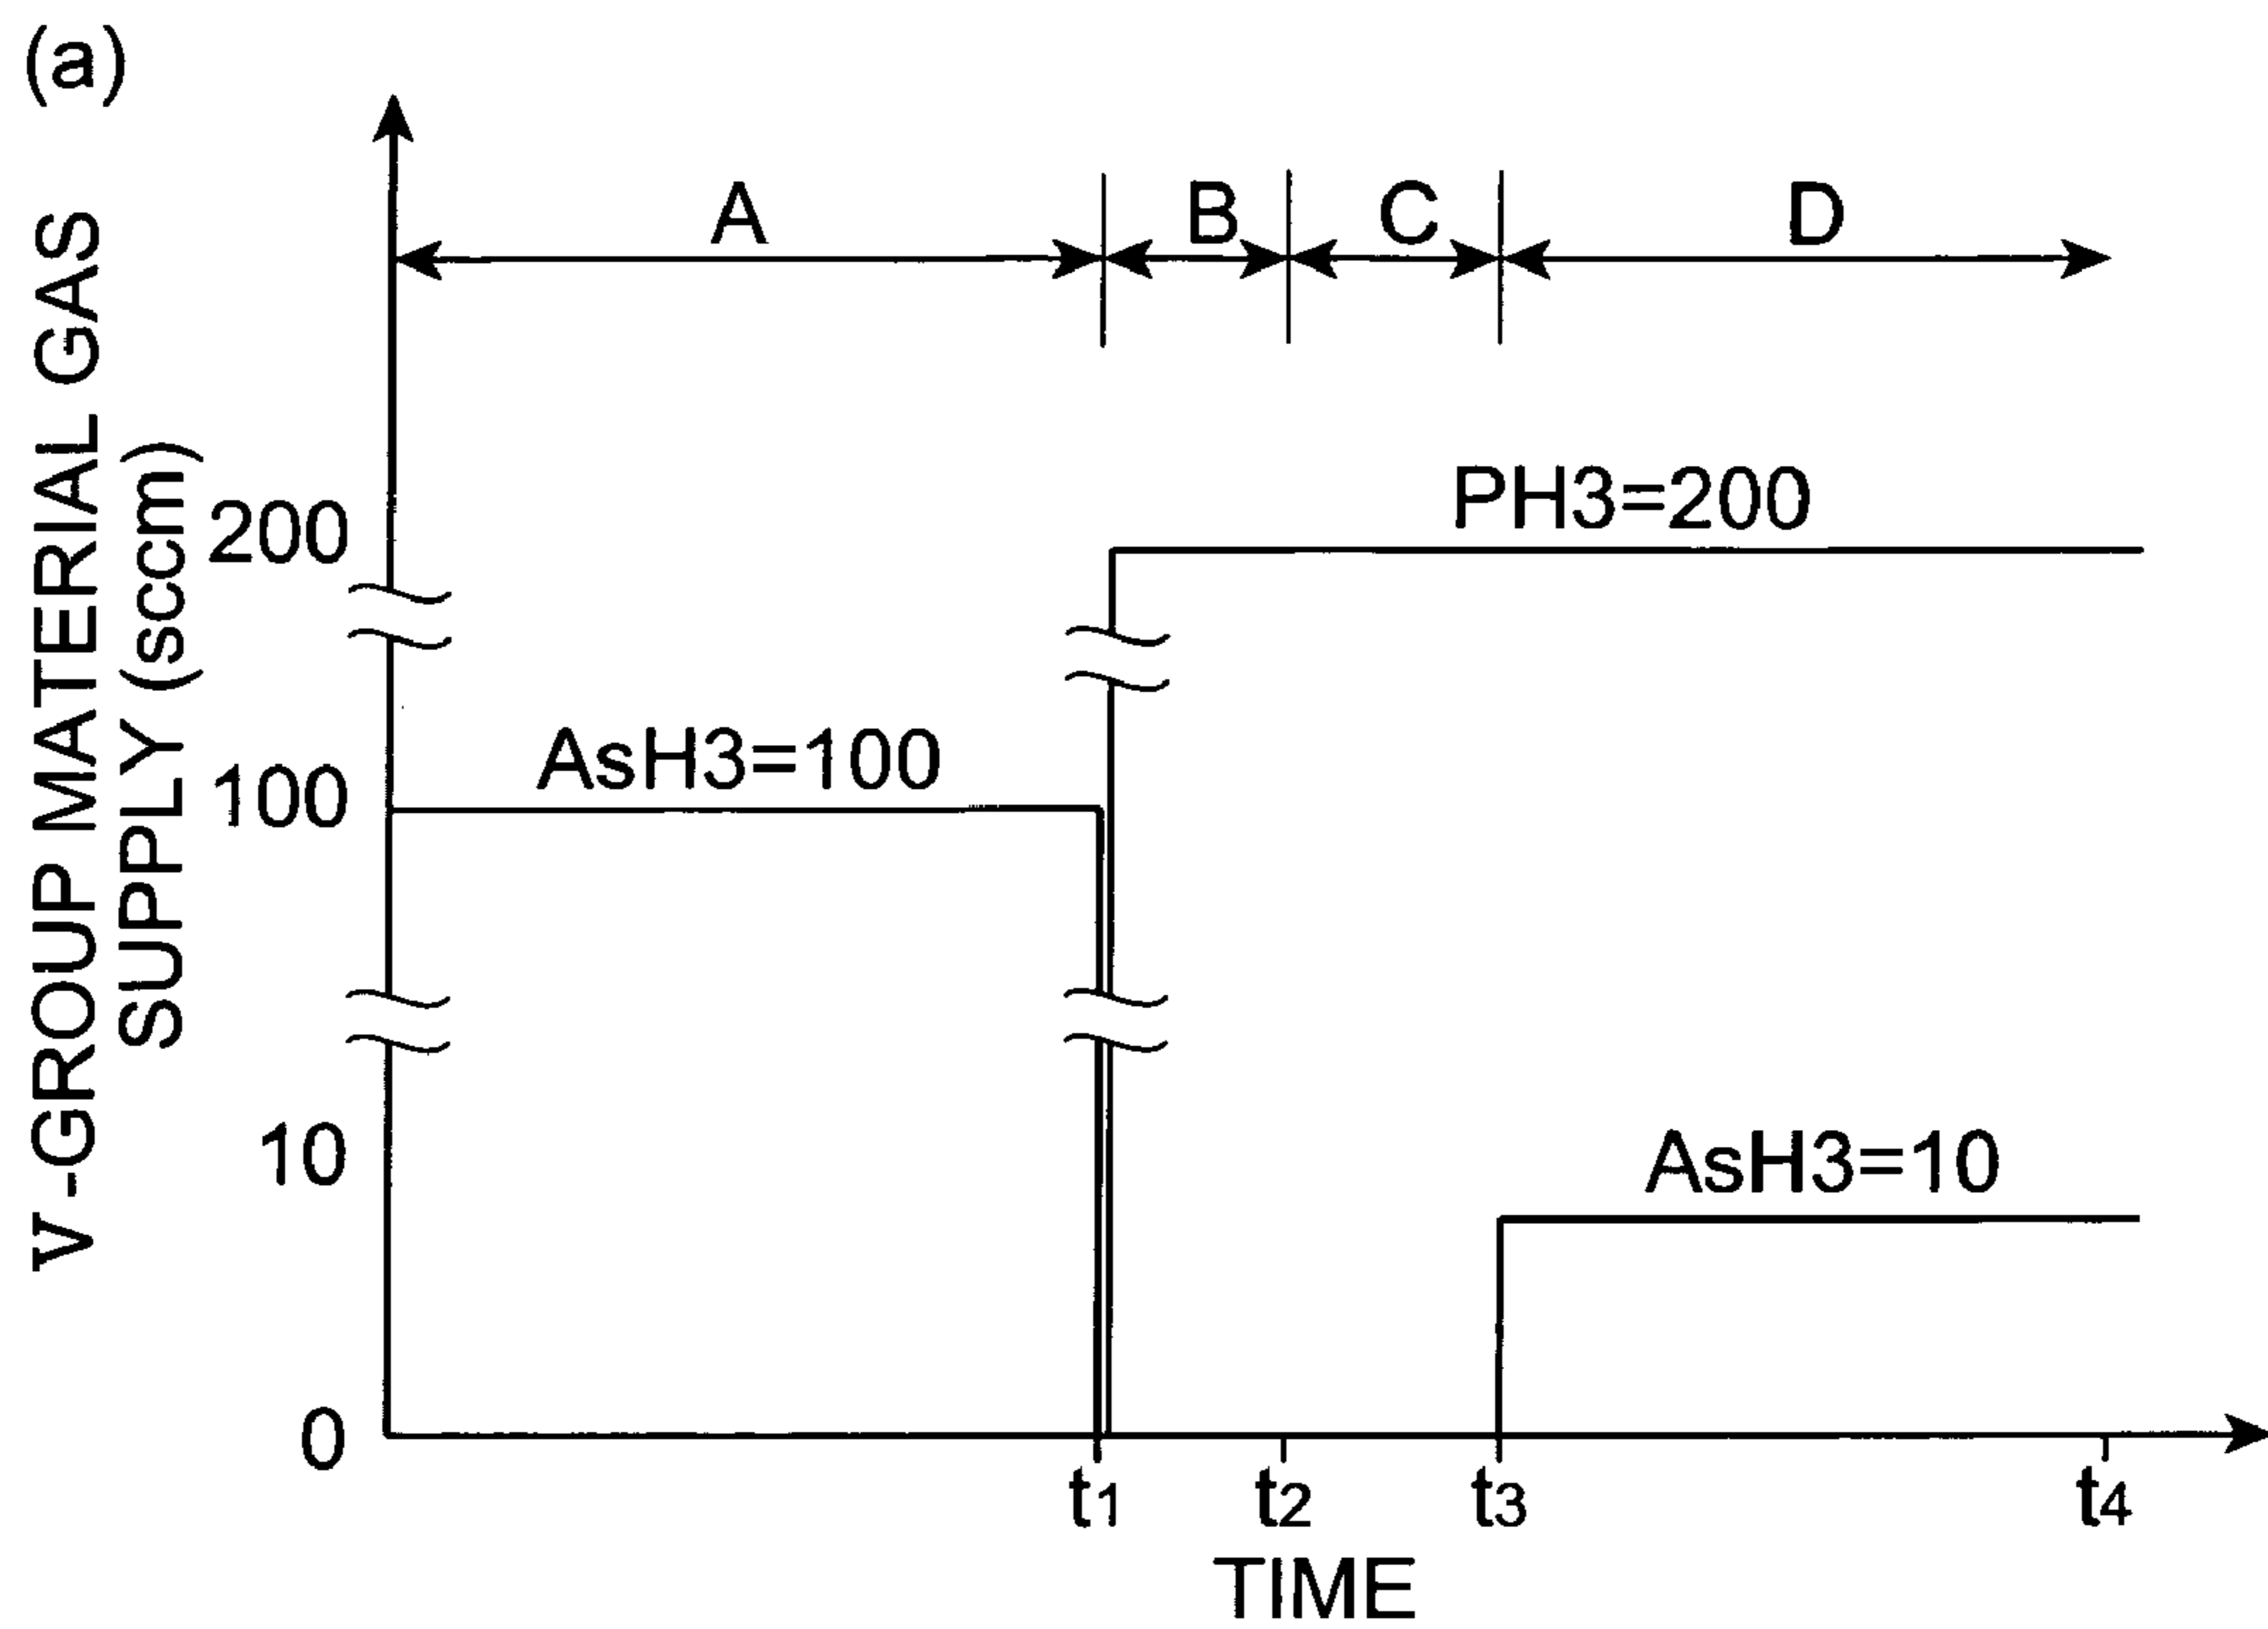 (a)
V-GROUP MATERIAL GAS
SUPPLY (sccm)
A B C D
200
PH3=200
100
AsH3=100
10
AsH3=10
0
t1 t2 t3 t4
TIME